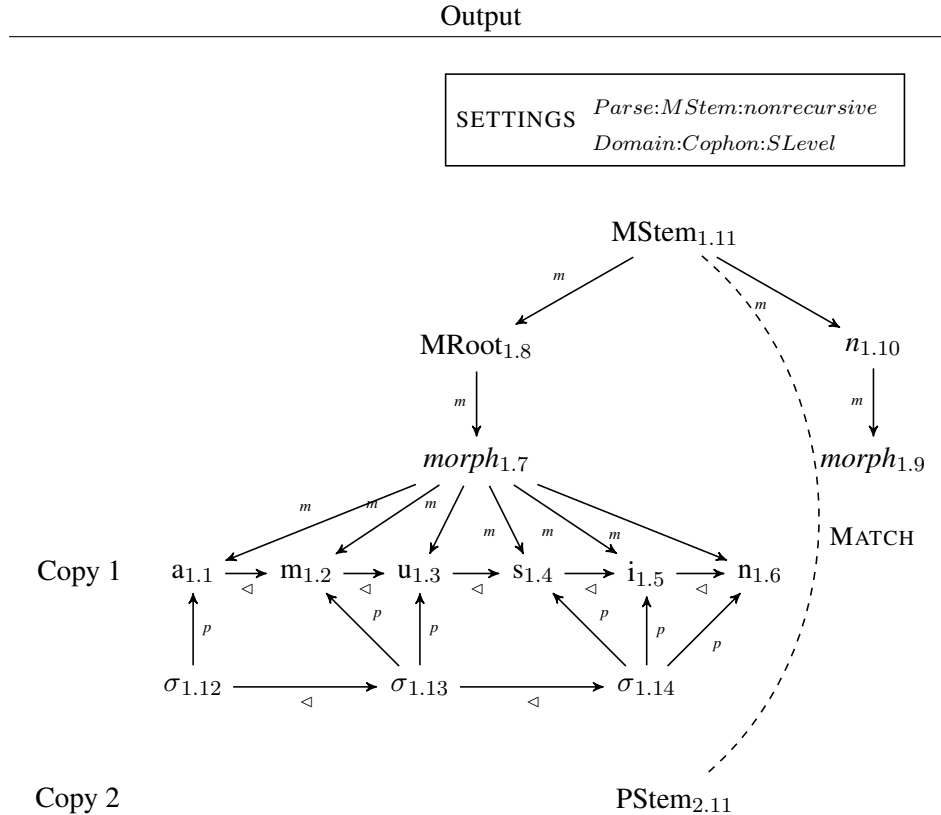 Output
SETTINGS Parse:MStem:nonrecursive
Domain:Cophon:SLevel
MStem1.11
m m
MRoot1.8 n1.10
m m
morph1.7 morph1.9
m m m m m m
MATCH
Copy 1 a1.1 m1.2 u1.3 s1.4 i1.5 n1.6
◁ ◁ ◁ ◁ ◁
p p p p p p
σ1.12 σ1.13 σ1.14
◁ ◁
Copy 2 PStem2.11